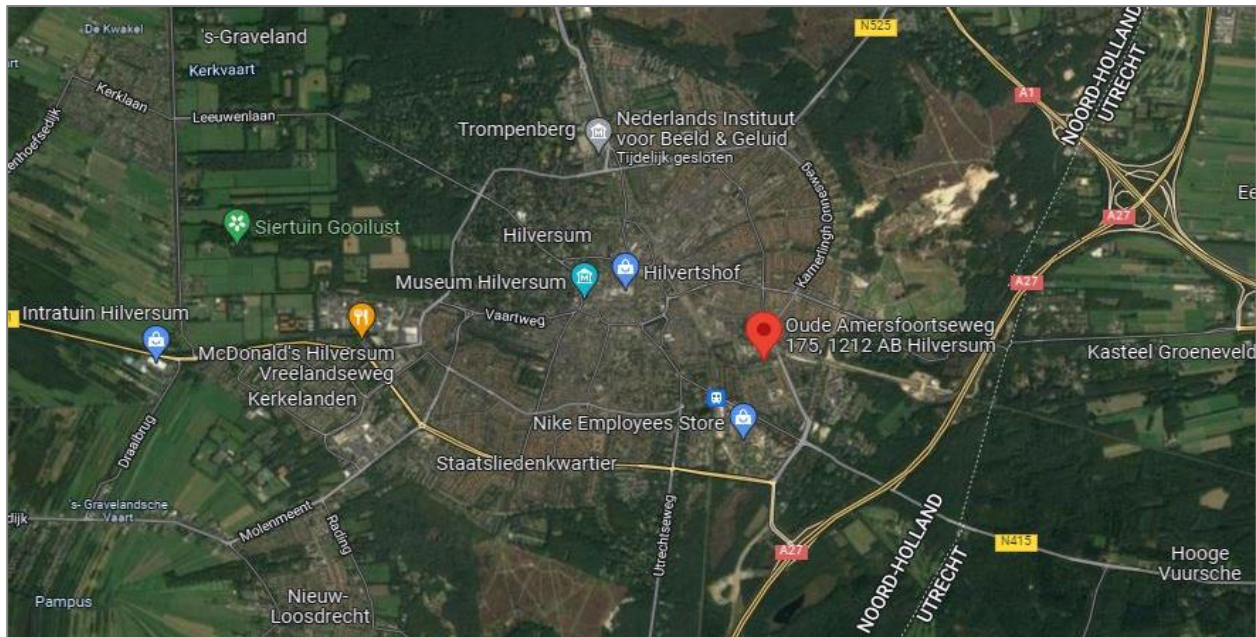 De Kwakel
's-Graveland
Kerkvaart
Kerklaan
Leeuwenlaan
N525
A1
NOORD-HOLLAND
UTRECHT
Trompenberg
Nederlands Instituut
voor Beeld & Geluid
Tijdelijk gesloten
Siertuin Gooilust
Hilversum
Kamerlingh Onnesweg
A27
Museum Hilversum
Hilvertshof
A27
Intratuin Hilversum
Vaartweg
McDonald's Hilversum
Vreelandseweg
Kerkelanden
Oude Amersfoortseweg
175, 1212 AB Hilversum
Kasteel Groeneveld
Draaibrug
Nike Employees Store
Staatsliedenkwartier
's- Gravelandsche
Vaart
Molenmeent
Rading
Utrechtseweg
A27
NOORD-HOLLAND
UTRECHT
N415
Hooge
Vuursche
Nieuw-
Loosdrecht
Pampus